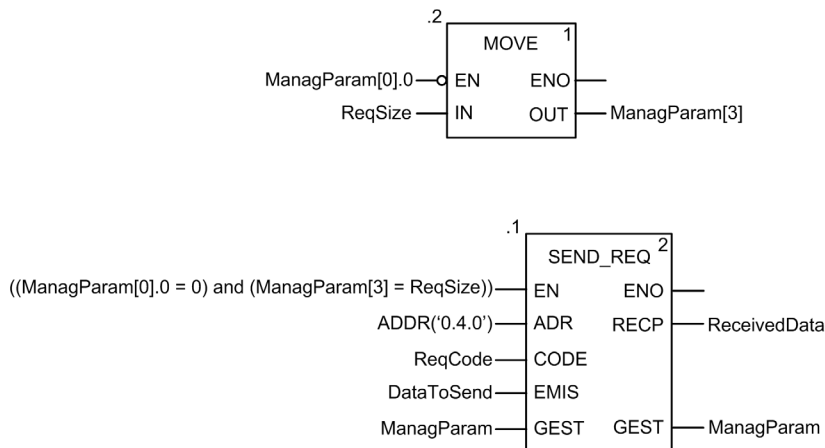 .2
MOVE 1
ManagParam[0].0 EN ENO
ReqSize IN OUT ManagParam[3]
.1
SEND_REQ 2
((ManagParam[0].0 = 0) and (ManagParam[3] = ReqSize)) EN ENO
ADDR(‘0.4.0’) ADR RECP ReceivedData
ReqCode CODE
DataToSend EMIS
ManagParam GEST GEST ManagParam